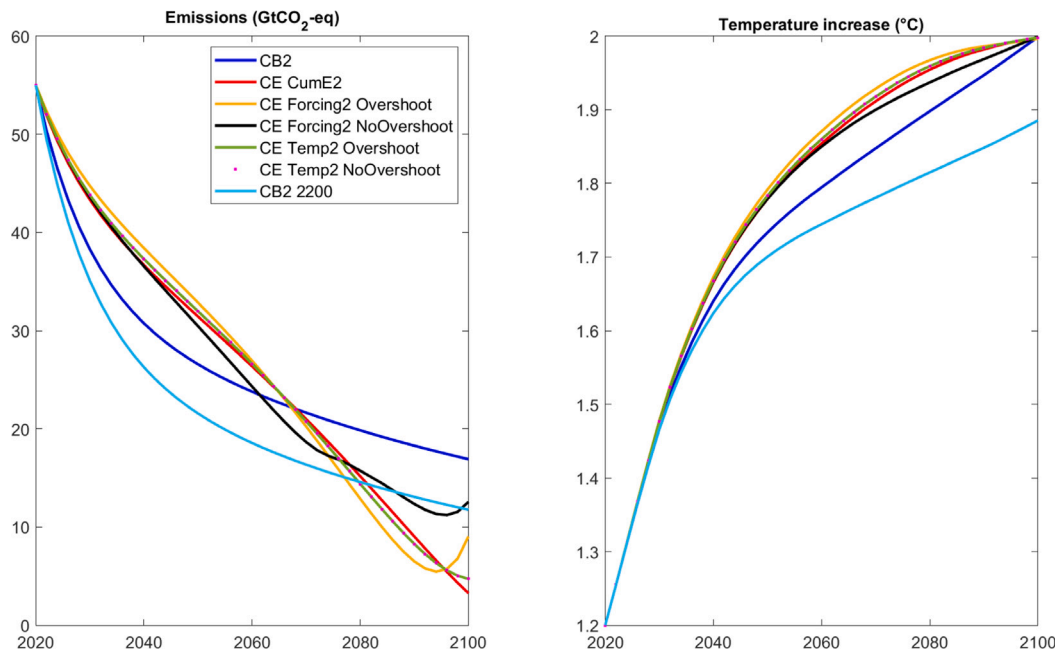 Emissions (GtCO₂-eq)
60
50
40
30
20
10
0
2020
2040
2060
2080
2100
CB2
CE CumE2
CE Forcing2 Overshoot
CE Forcing2 NoOvershoot
CE Temp2 Overshoot
CE Temp2 NoOvershoot
CB2 2200
Temperature increase (°C)
2
1.9
1.8
1.7
1.6
1.5
1.4
1.3
1.2
2020
2040
2060
2080
2100